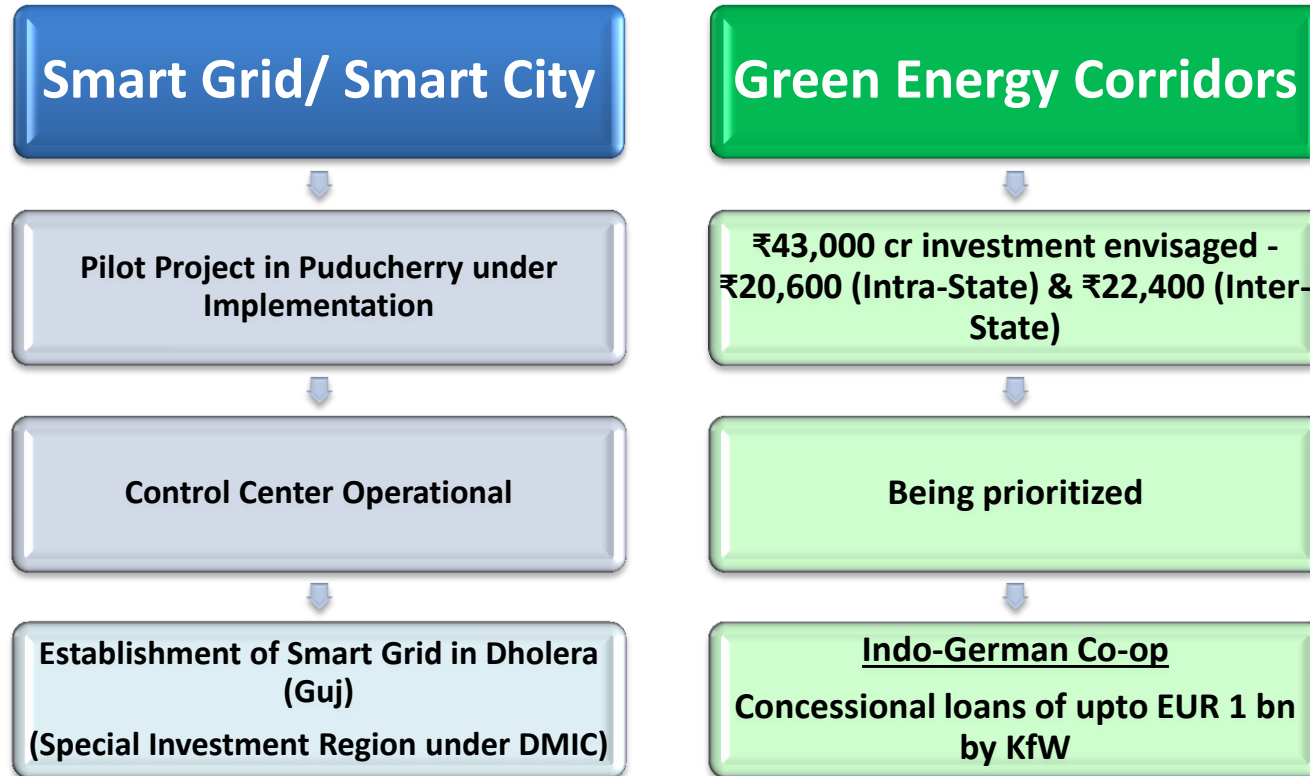 Smart Grid/ Smart City
Pilot Project in Puducherry under
Implementation
Control Center Operational
Establishment of Smart Grid in Dholera
(Guj)
(Special Investment Region under DMIC)
Green Energy Corridors
₹43,000 cr investment envisaged -
₹20,600 (Intra-State) & ₹22,400 (Inter-
State)
Being prioritized
Indo-German Co-op
Concessional loans of upto EUR 1 bn
by KfW